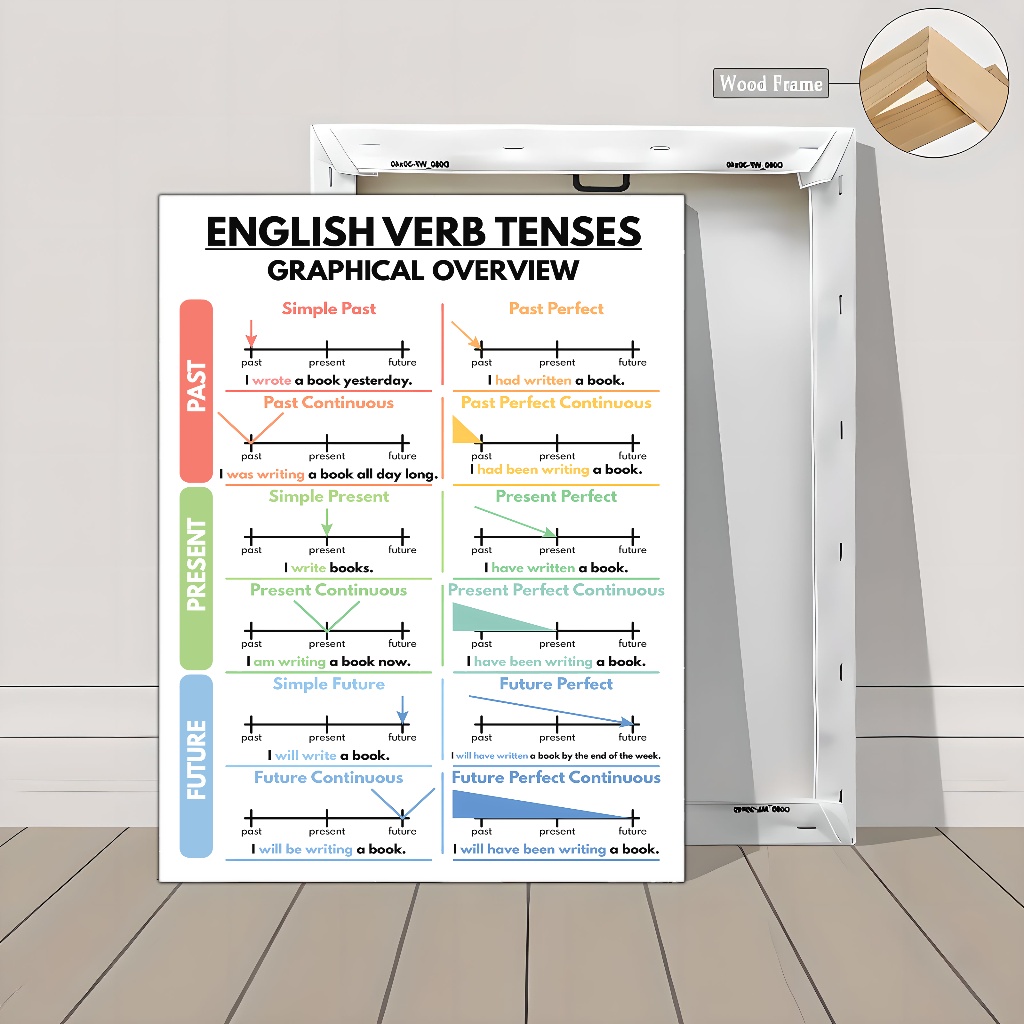 Wood Frame
ENGLISH VERB TENSES
GRAPHICAL OVERVIEW
PAST
Simple Past
past present future
I wrote a book yesterday.
Past Perfect
past present future
I had written a book.
Past Continuous
past present future
I was writing a book all day long.
Past Perfect Continuous
past present future
I had been writing a book.
PRESENT
Simple Present
past present future
I write books.
Present Perfect
past present future
I have written a book.
Present Continuous
past present future
I am writing a book now.
Present Perfect Continuous
past present future
I have been writing a book.
FUTURE
Simple Future
past present future
I will write a book.
Future Perfect
past present future
I will have written a book by the end of the week.
Future Continuous
past present future
I will be writing a book.
Future Perfect Continuous
past present future
I will have been writing a book.